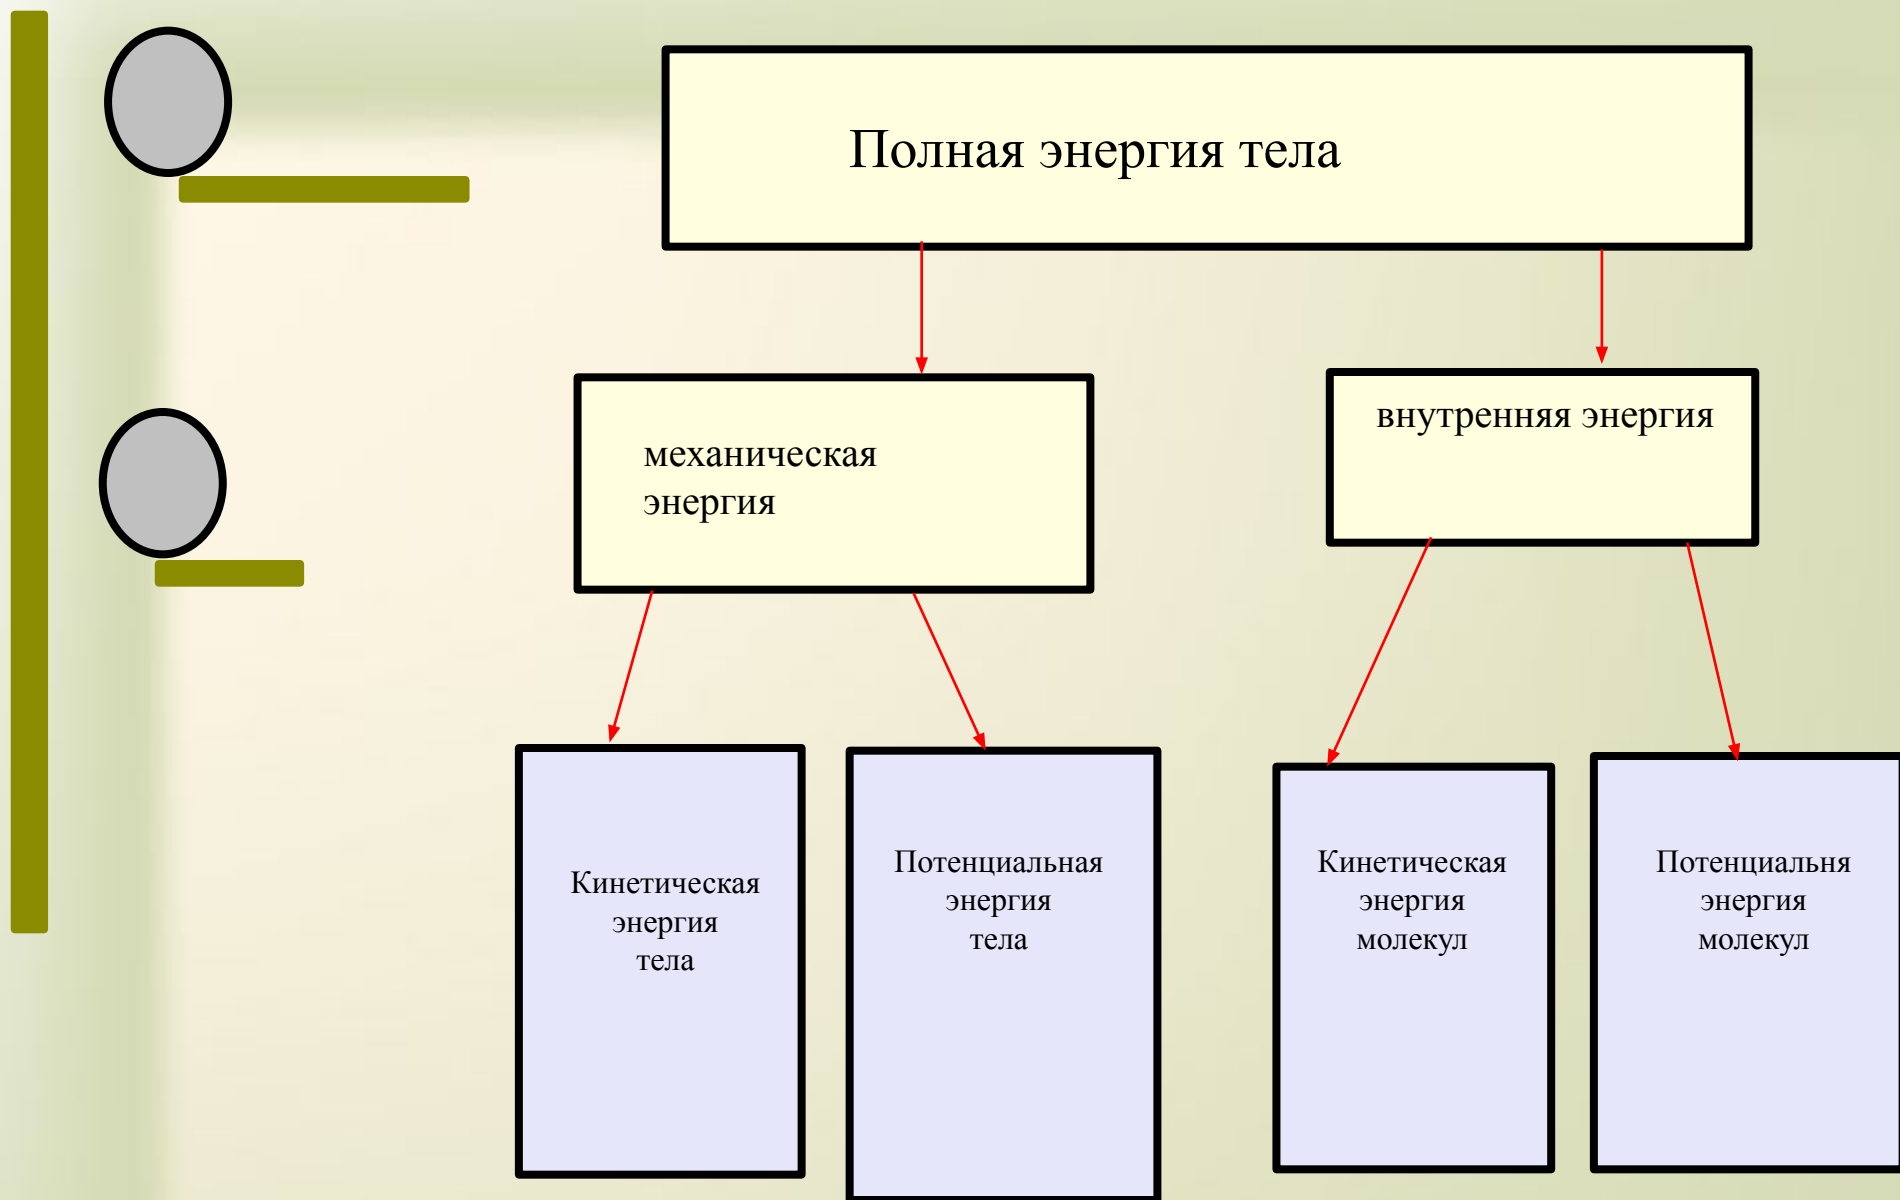 Полная энергия тела
механическая
энергия
внутренняя энергия
Кинетическая
энергия
тела
Потенциальная
энергия
тела
Кинетическая
энергия
молекул
Потенциальня
энергия
молекул